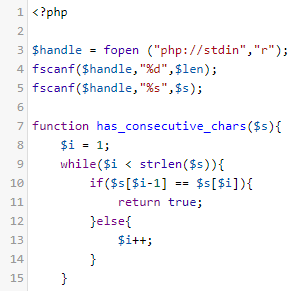 1 <?php
2
3 $handle = fopen ("php://stdin","r");
4 fscanf($handle,"%d",$len);
5 fscanf($handle,"%s",$s);
6
7 function has_consecutive_chars($s){
8     $i = 1;
9     while($i < strlen($s)){
10         if($s[$i-1] == $s[$i]){
11             return true;
12         }else{
13             $i++;
14         }
15     }